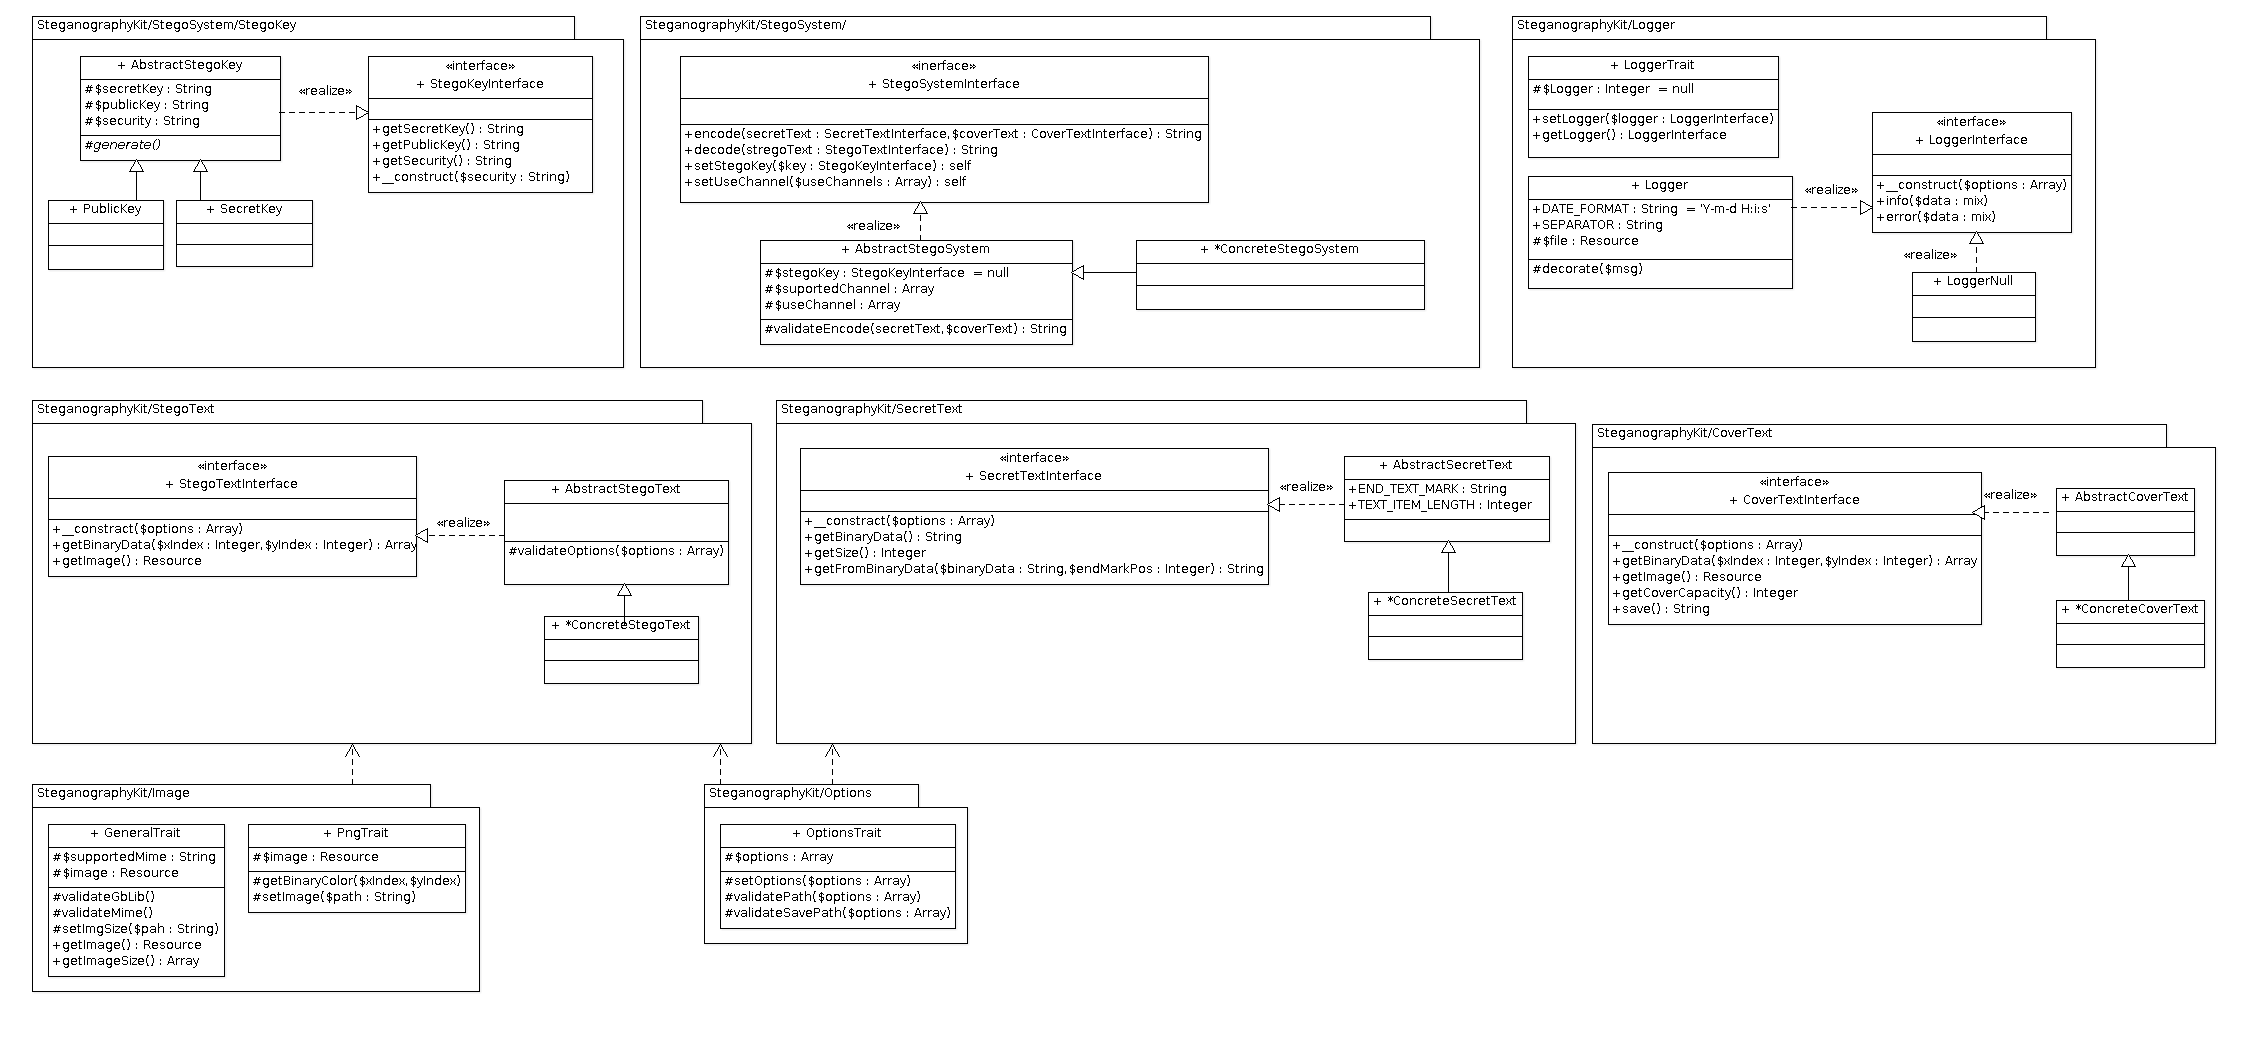 SteganographyKit/StegoSystem/StegoKey
+ AbstractStegoKey
#$secretKey : String
#$publicKey : String
#$security : String
#generate()
«realize»
«interface»
+ StegoKeyInterface
+getSecretKey() : String
+getPublicKey() : String
+getSecurity() : String
+__construct($security : String)
+ PublicKey
+ SecretKey
SteganographyKit/StegoSystem/
«inerface»
+ StegoSystemInterface
+encode(secretText : SecretTextInterface,$coverText : CoverTextInterface) : String
+decode(stregoText : StegoTextInterface) : String
+setStegoKey($key : StegoKeyInterface) : self
+setUseChannel($useChannels : Array) : self
«realize»
+ AbstractStegoSystem
#$stegoKey : StegoKeyInterface = null
#$suportedChannel : Array
#$useChannel : Array
#validateEncode(secretText,$coverText) : String
+ *ConcreteStegoSystem
SteganographyKit/Logger
+ LoggerTrait
#$Logger : Integer = null
+setLogger($logger : LoggerInterface)
+getLogger() : LoggerInterface
+ Logger
+DATE_FORMAT : String = 'Y-m-d H:i:s'
+SEPARATOR : String
#$file : Resource
#decorate($msg)
«realize»
«interface»
+ LoggerInterface
+__construct($options : Array)
+info($data : mix)
+error($data : mix)
«realize»
+ LoggerNull
SteganographyKit/StegoText
«interface»
+ StegoTextInterface
+__construct($options : Array)
+getBinaryData($xIndex : Integer,$yIndex : Integer) : Array
+getImage() : Resource
«realize»
+ AbstractStegoText
#validateOptions($options : Array)
+ *ConcreteStegoText
SteganographyKit/SecretText
«interface»
+ SecretTextInterface
+__construct($options : Array)
+getBinaryData() : String
+getSize() : Integer
+getFromBinaryData($binaryData : String,$endMarkPos : Integer) : String
«realize»
+ AbstractSecretText
+END_TEXT_MARK : String
+TEXT_ITEM_LENGTH : Integer
+ *ConcreteSecretText
SteganographyKit/CoverText
«interface»
+ CoverTextInterface
+__construct($options : Array)
+getBinaryData($xIndex : Integer,$yIndex : Integer) : Array
+getImage() : Resource
+getCoverCapacity() : Integer
+save() : String
«realize»
+ AbstractCoverText
+ *ConcreteCoverText
SteganographyKit/Image
+ GeneralTrait
#$supportedMime : String
#$image : Resource
#validateGbLib()
#validateMime()
#setImgSize($pah : String)
+getImage() : Resource
+getImageSize() : Array
+ PngTrait
#$image : Resource
#getBinaryColor($xIndex,$yIndex)
#setImage($path : String)
SteganographyKit/Options
+ OptionsTrait
#$options : Array
#setOptions($options : Array)
#validatePath($options : Array)
#validateSavePath($options : Array)